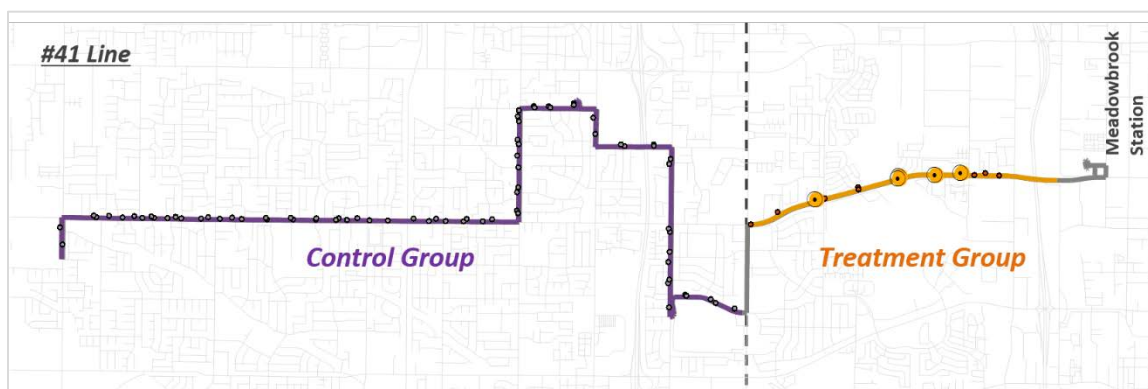 #41 Line
Control Group
Treatment Group
Meadowbrook
Station